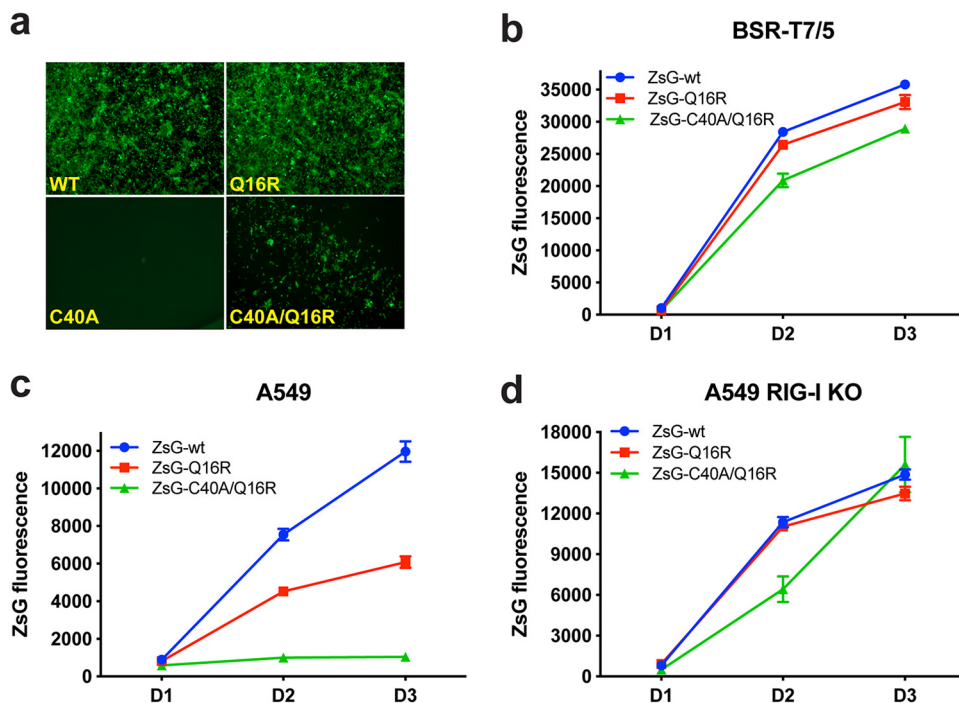 a
WT
Q16R
C40A
C40A/Q16R
b
BSR-T7/5
ZsG-wt
ZsG-Q16R
ZsG-C40A/Q16R
ZsG fluorescence
35000
30000
25000
20000
15000
10000
5000
0
D1 D2 D3
c
A549
ZsG-wt
ZsG-Q16R
ZsG-C40A/Q16R
ZsG fluorescence
12000
10000
8000
6000
4000
2000
0
D1 D2 D3
d
A549 RIG-I KO
ZsG-wt
ZsG-Q16R
ZsG-C40A/Q16R
ZsG fluorescence
18000
15000
12000
9000
6000
3000
0
D1 D2 D3